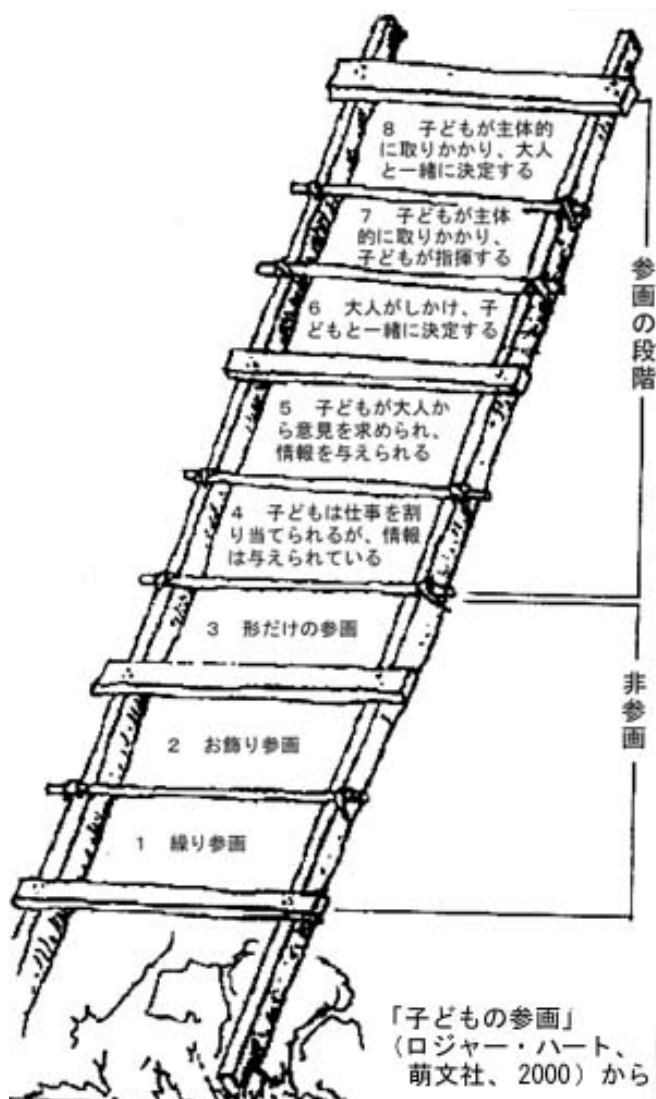 8 子どもが主体的
に取りかかり、大人
と一緒に決定する
7 子どもが主体
的に取りかかり、
子どもが指揮する
6 大人がしかけ、子
どもと一緒に決定する
5 子どもが大人か
ら意見を求められ、
情報を与えられる
4 子どもは仕事を割
り当てられるが、情報
は与えられている
3 形だけの参画
2 お飾り参画
1 繰り参画
参画の段階
非参画
「子どもの参画」
(ロジャー・ハート、
萌文社、2000)から